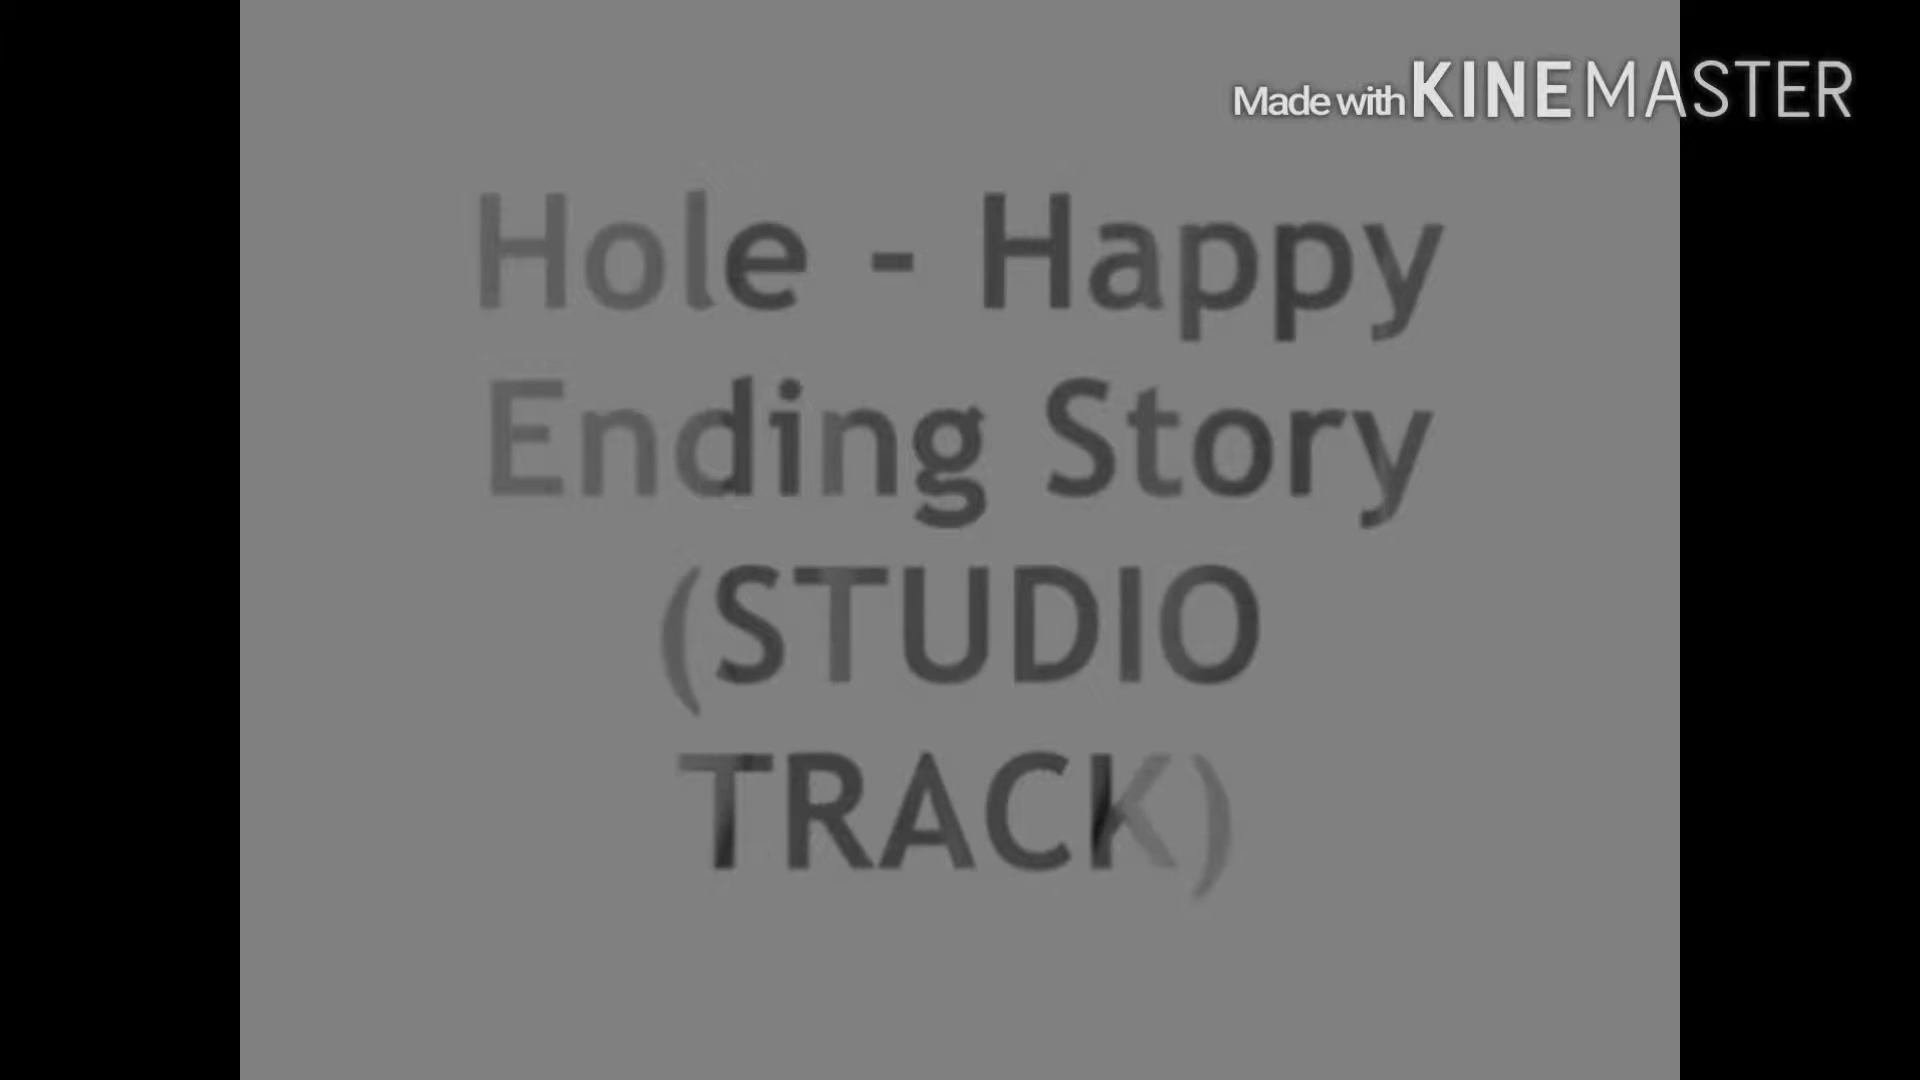 Made with KINEMASTER
Hole - Happy
Ending Story
(STUDIO
TRACK)